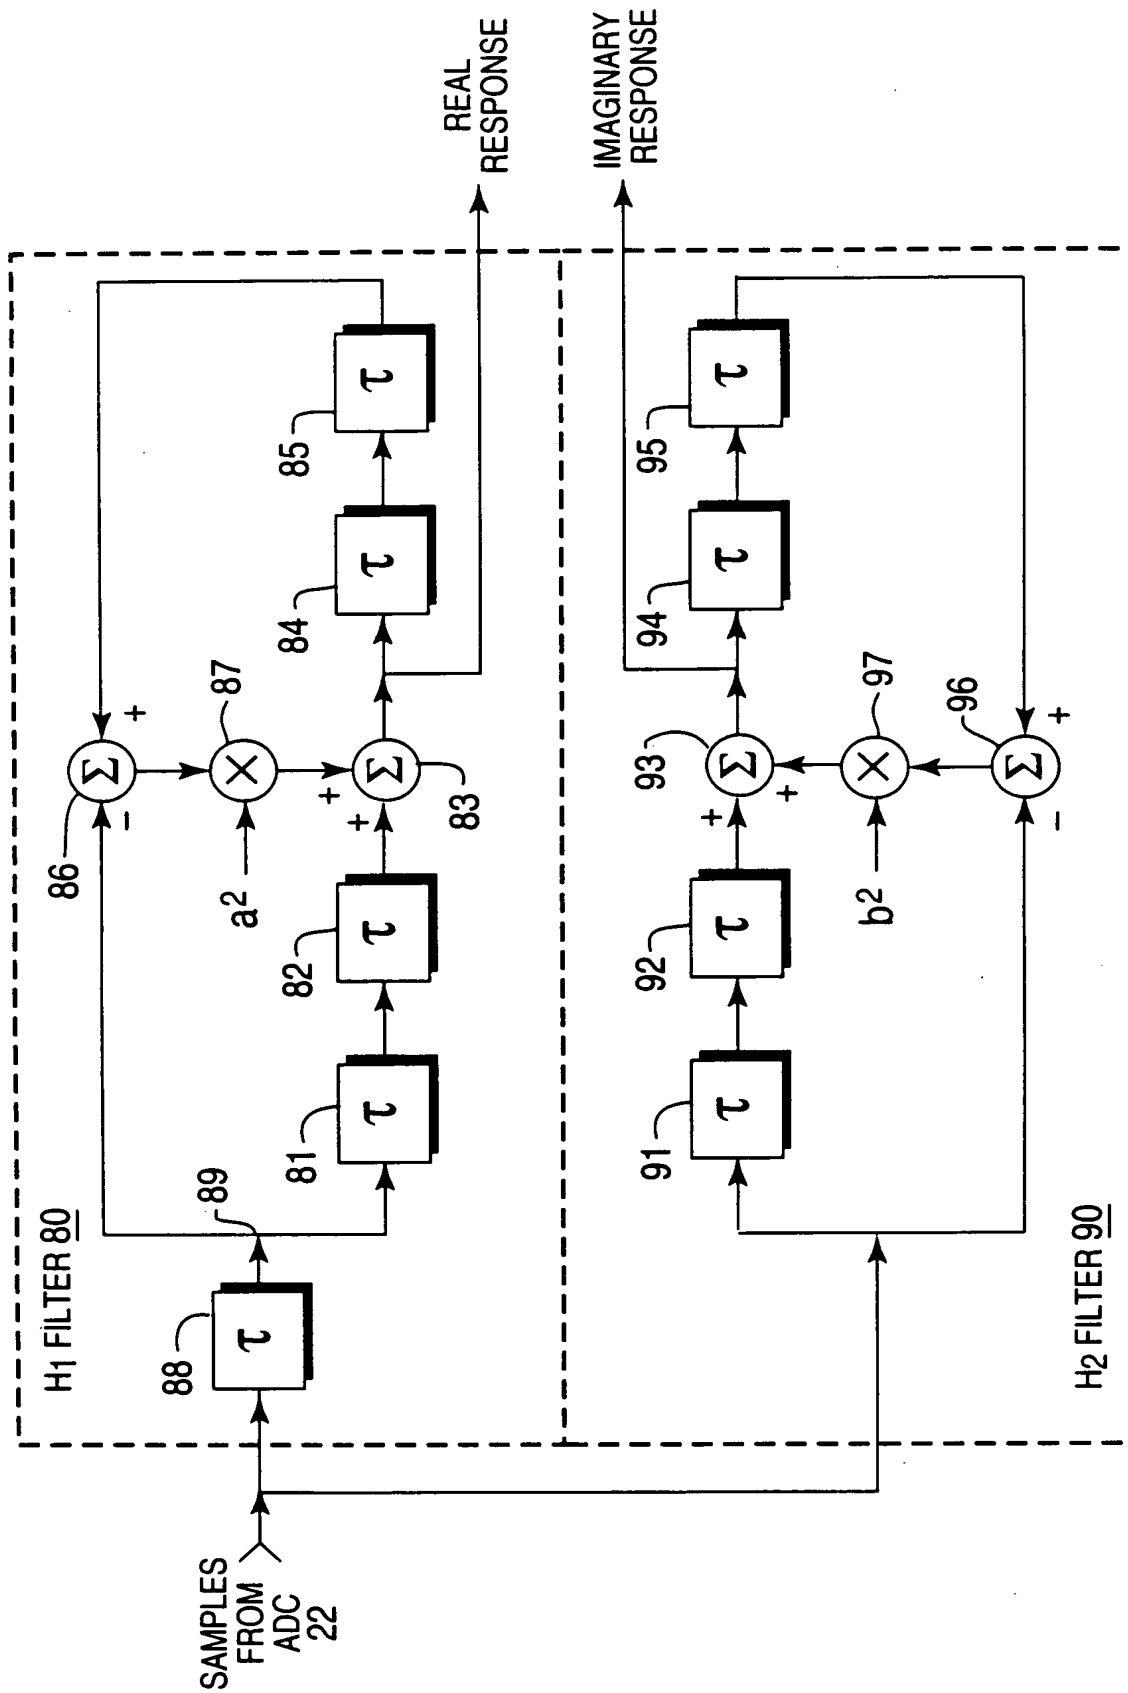 H1 FILTER 80
86
-
+
a2
87
X
Σ
88
τ
89
81
τ
82
τ
+
+
Σ
83
84
τ
85
τ
REAL
RESPONSE
SAMPLES
FROM
ADC
22
IMAGINARY
RESPONSE
91
τ
92
τ
+
+
93
Σ
94
τ
95
τ
b2
X
97
-
Σ
96
+
H2 FILTER 90